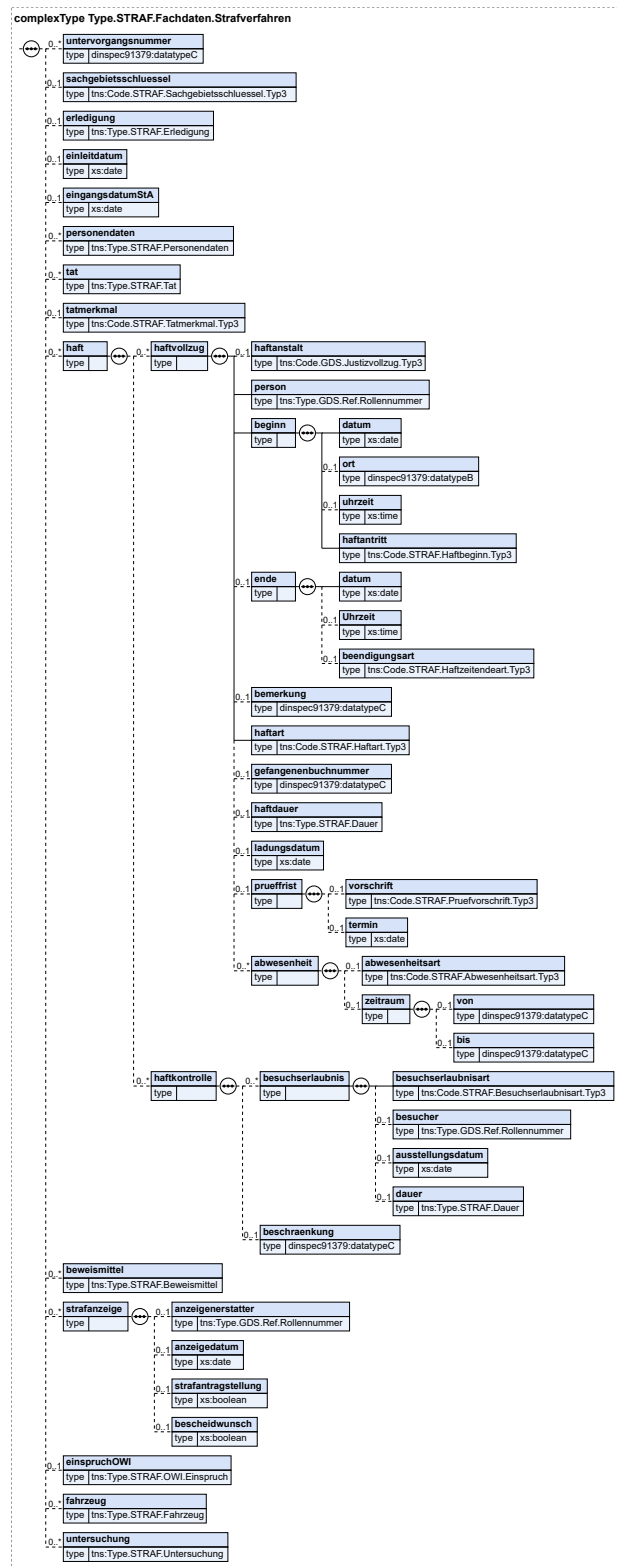 complexType Type.STRAF.Fachdaten.Strafverfahren
0..* untervorgangsnummer
type dinspec91379:datatypeC
0..1 sachgebietsschluessel
type tns:Code.STRAF.Sachgebietsschluessel.Typ3
0..1 erledigung
type tns:Type.STRAF.Erledigung
0..1 einleitdatum
type xs:date
0..1 eingangsdatumStA
type xs:date
0..* personendaten
type tns:Type.STRAF.Personendaten
0..* tat
type tns:Type.STRAF.Tat
0..1 tatmerkmal
type tns:Code.STRAF.Tatmerkmal.Typ3
0..* haft
type
0..* haftvollzug
type
0..1 haftanstalt
type tns:Code.GDS.Justizvollzug.Typ3
person
type tns:Type.GDS.Ref.Rollennummer
beginn
type
datum
type xs:date
0..1 ort
type dinspec91379:datatypeB
0..1 uhrzeit
type xs:time
haftantritt
type tns:Code.STRAF.Haftbeginn.Typ3
0..1 ende
type
datum
type xs:date
0..1 Uhrzeit
type xs:time
0..1 beendigungsart
type tns:Code.STRAF.Haftzeitendeart.Typ3
0..1 bemerkung
type dinspec91379:datatypeC
haftart
type tns:Code.STRAF.Haftart.Typ3
0..1 gefangenenbuchnummer
type dinspec91379:datatypeC
0..1 haftdauer
type tns:Type.STRAF.Dauer
0..1 ladungsdatum
type xs:date
0..1 prueffrist
type
0..1 vorschrift
type tns:Code.STRAF.Pruefvorschrift.Typ3
0..1 termin
type xs:date
0..* abwesenheit
type
0..1 abwesenheitsart
type tns:Code.STRAF.Abwesenheitsart.Typ3
0..1 zeitraum
type
0..1 von
type dinspec91379:datatypeC
0..1 bis
type dinspec91379:datatypeC
0..* haftkontrolle
type
0..* besuchserlaubnis
type
besuchserlaubnisart
type tns:Code.STRAF.Besuchserlaubnisart.Typ3
0..1 besucher
type tns:Type.GDS.Ref.Rollennummer
0..1 ausstellungsdatum
type xs:date
0..1 dauer
type tns:Type.STRAF.Dauer
0..1 beschraenkung
type dinspec91379:datatypeC
0..* beweismittel
type tns:Type.STRAF.Beweismittel
0..* strafanzeige
type
0..1 anzeigenerstatter
type tns:Type.GDS.Ref.Rollennummer
0..1 anzeigedatum
type xs:date
0..1 strafantragstellung
type xs:boolean
0..1 bescheidwunsch
type xs:boolean
0..1 einspruchOWI
type tns:Type.STRAF.OWI.Einspruch
0..* fahrzeug
type tns:Type.STRAF.Fahrzeug
0..* untersuchung
type tns:Type.STRAF.Untersuchung